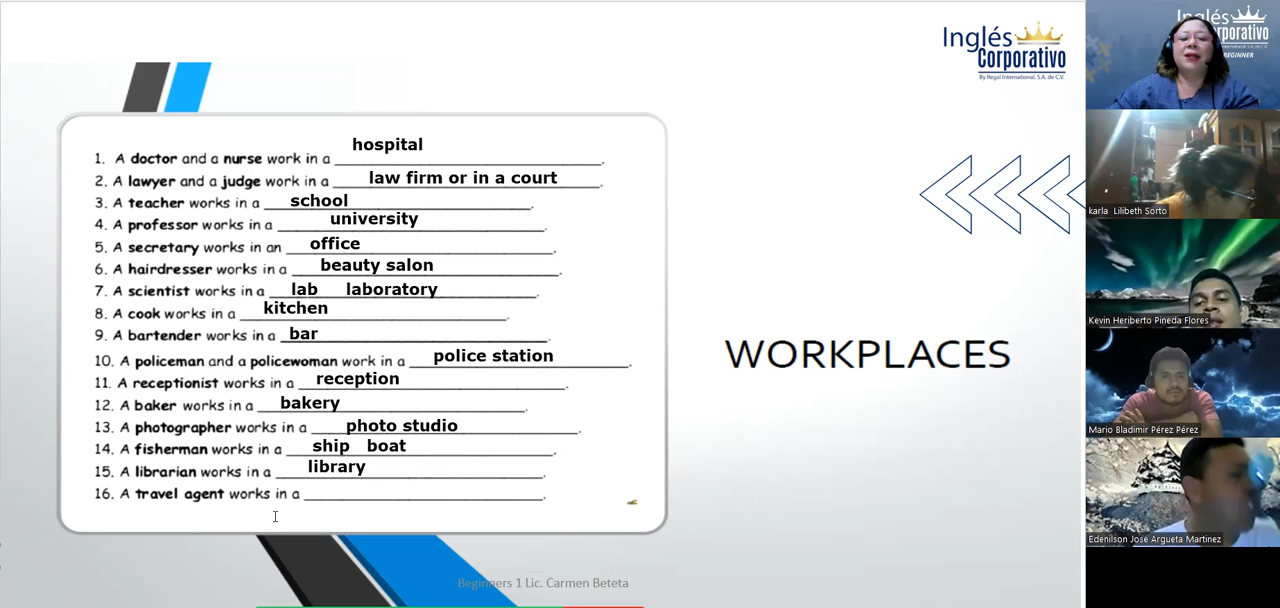 Inglés
Corporativo
By Regal International, S.A. de C.V.
hospital
1. A doctor and a nurse work in a ____.
2. A lawyer and a judge work in a law firm or in a court.
3. A teacher works in a school.
4. A professor works in a university.
5. A secretary works in an office.
6. A hairdresser works in a beauty salon.
7. A scientist works in a lab laboratory.
8. A cook works in a kitchen.
9. A bartender works in a bar.
10. A policeman and a policewoman work in a police station.
11. A receptionist works in a reception.
12. A baker works in a bakery.
13. A photographer works in a photo studio.
14. A fisherman works in a ship boat.
15. A librarian works in a library.
16. A travel agent works in a ____.
WORKPLACES
Beginners 1 Lic. Carmen Beteta
Inglés
rporativo
BEGINNER
karla Lilibeth Sorto
Kevin Heriberto Pineda Flores
Mario Bladimir Pérez Pérez
Edenilson Jose Argueta Martinez